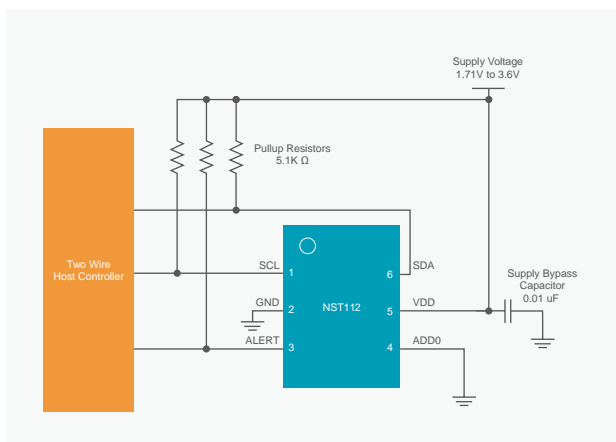 Supply Voltage
1.71V to 3.6V
Pullup Resistors
5.1K Ω
Two Wire
Host Controller
SCL
1
GND
2
ALERT
3
NST112
6
SDA
5
VDD
4
ADD0
Supply Bypass
Capacitor
0.01 uF